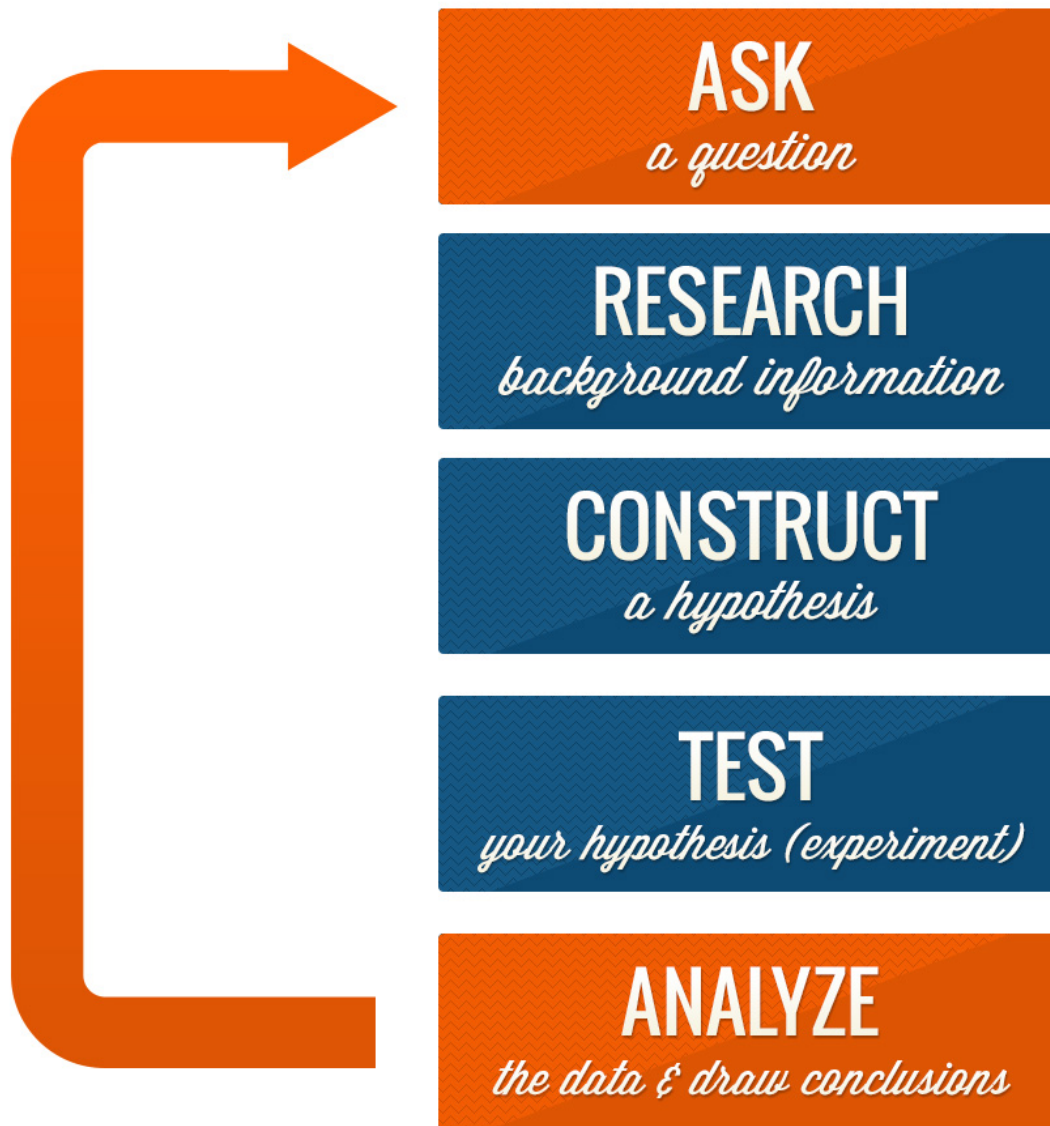 ASK
a question
RESEARCH
background information
CONSTRUCT
a hypothesis
TEST
your hypothesis (experiment)
ANALYZE
the data & draw conclusions